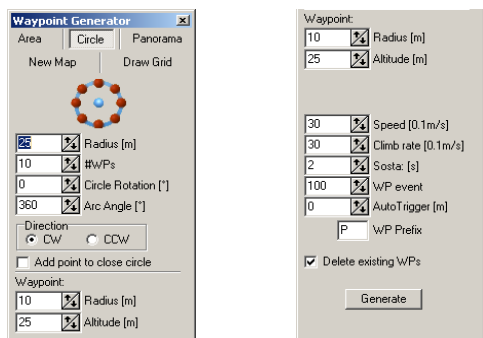 Waypoint Generator x
Area Circle Panorama
New Map Draw Grid
25 Radius [m]
10 #WPs
0 Circle Rotation [°]
360 Arc Angle [°]
Direction
CW CCW
Add point to close circle
Waypoint:
10 Radius [m]
25 Altitude [m]
Waypoint:
10 Radius [m]
25 Altitude [m]
30 Speed [0.1m/s]
30 Climb rate [0.1m/s]
2 Sosta: [s]
100 WP event
0 AutoTrigger [m]
P WP Prefix
Delete existing WPs
Generate